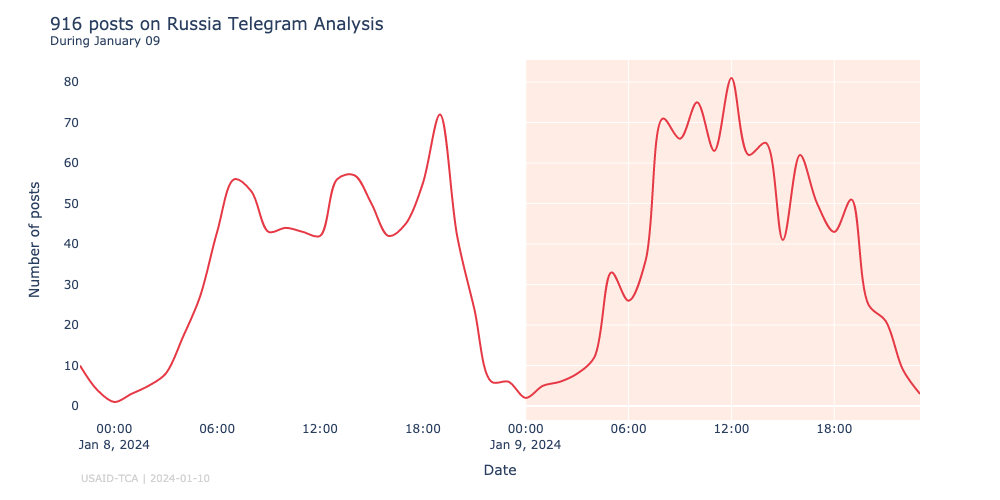 916 posts on Russia Telegram Analysis
During January 09
Number of posts
80
70
60
50
40
30
20
10
0
00:00 06:00 12:00 18:00 00:00 06:00 12:00 18:00
Jan 8, 2024 Jan 9, 2024
Date
USAID-TCA | 2024-01-10